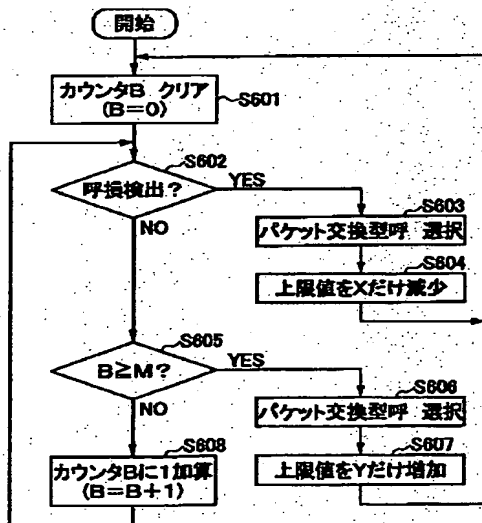 開始
カウンタB クリア
(B=0)
S601
S602
呼損検出?
YES
NO
S603
パケット交換型呼 選択
S604
上限値をXだけ減少
S605
B≧M?
YES
NO
S606
パケット交換型呼 選択
S607
上限値をYだけ増加
S608
カウンタBに1加算
(B=B+1)